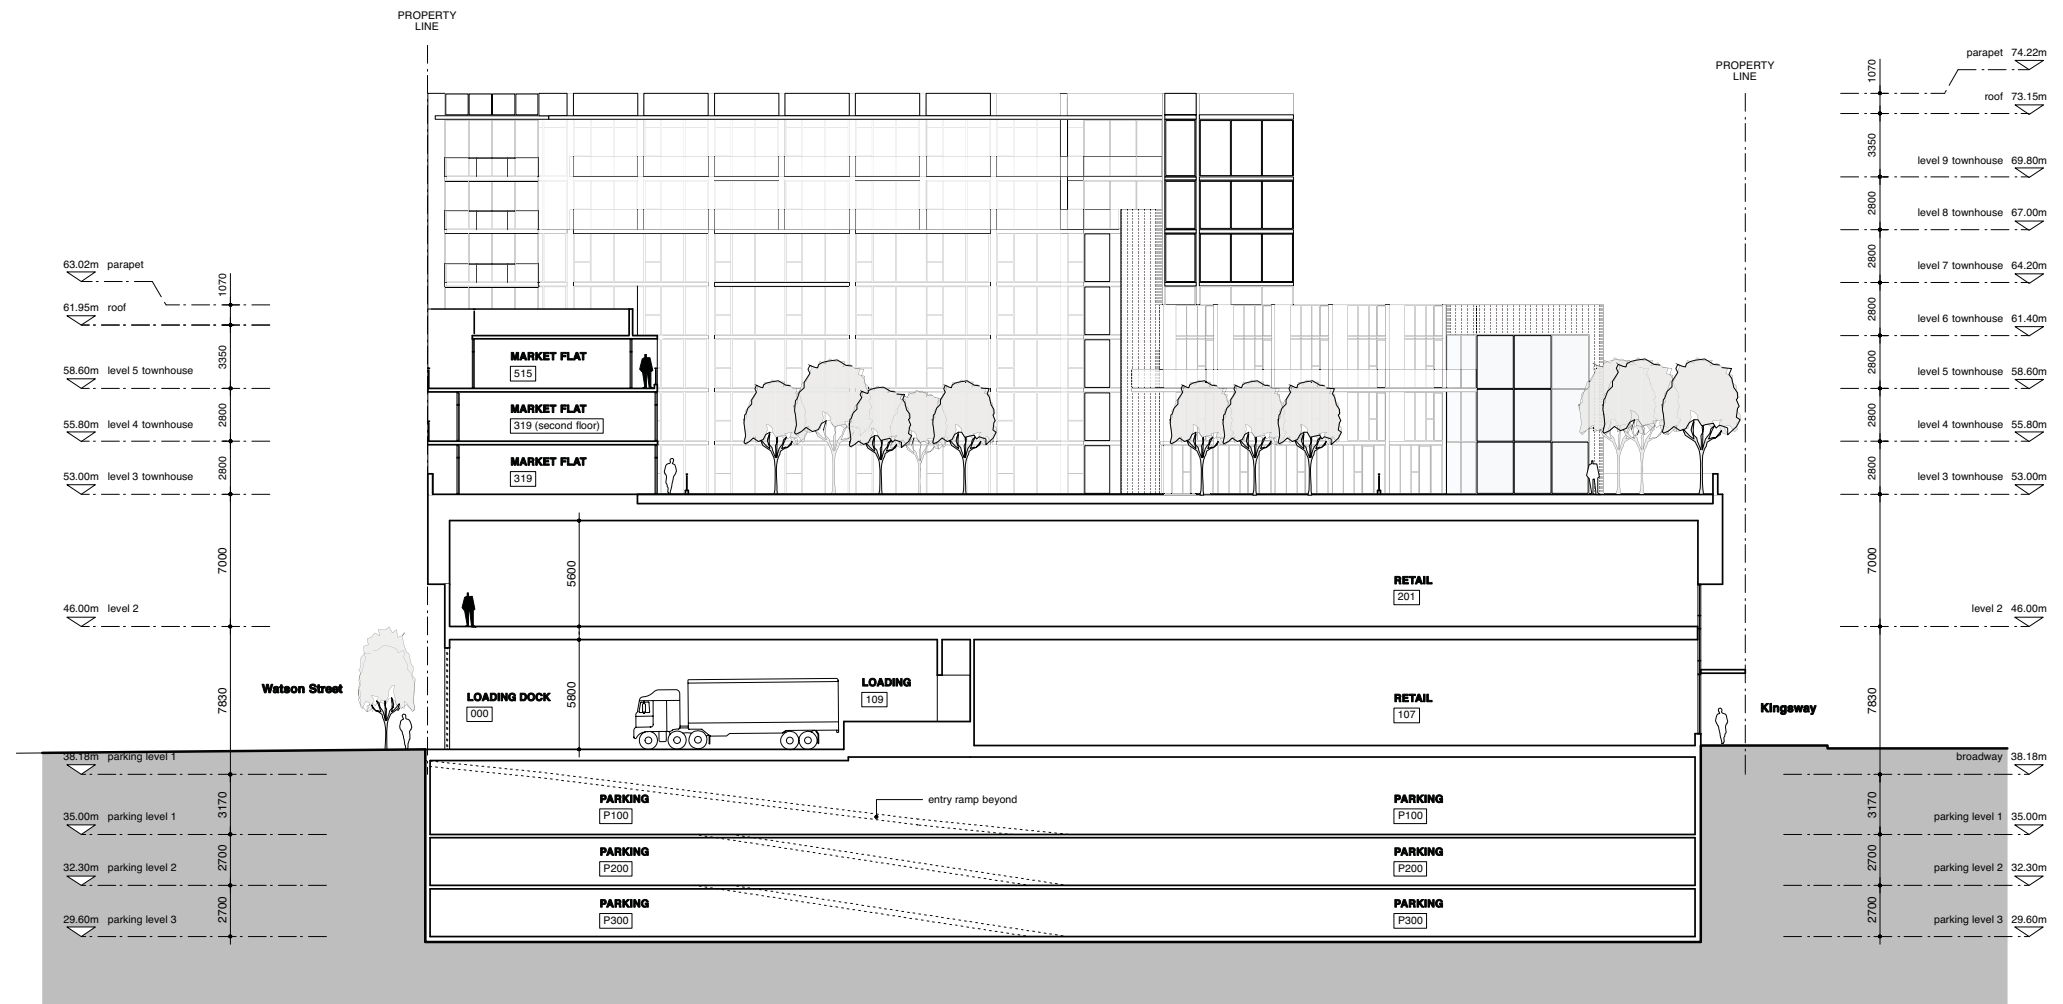 PROPERTY
LINE
PROPERTY
LINE
parapet 74.22m
1070
roof 73.15m
3350
level 9 townhouse 69.80m
2800
level 8 townhouse 67.00m
2800
level 7 townhouse 64.20m
2800
level 6 townhouse 61.40m
2800
level 5 townhouse 58.60m
2800
level 4 townhouse 55.80m
2800
level 3 townhouse 53.00m
7000
level 2 46.00m
7830
broadway 38.18m
3170
parking level 1 35.00m
2700
parking level 2 32.30m
2700
parking level 3 29.60m
63.02m parapet
1070
61.95m roof
3350
58.60m level 5 townhouse
2800
55.80m level 4 townhouse
2800
53.00m level 3 townhouse
7000
46.00m level 2
7830
38.18m parking level 1
3170
35.00m parking level 1
2700
32.30m parking level 2
2700
29.60m parking level 3
MARKET FLAT
515
MARKET FLAT
319 (second floor)
MARKET FLAT
319
5600
RETAIL
201
Watson Street
LOADING DOCK
000
5800
LOADING
109
RETAIL
107
Kingsway
entry ramp beyond
PARKING
P100
PARKING
P100
PARKING
P200
PARKING
P200
PARKING
P300
PARKING
P300